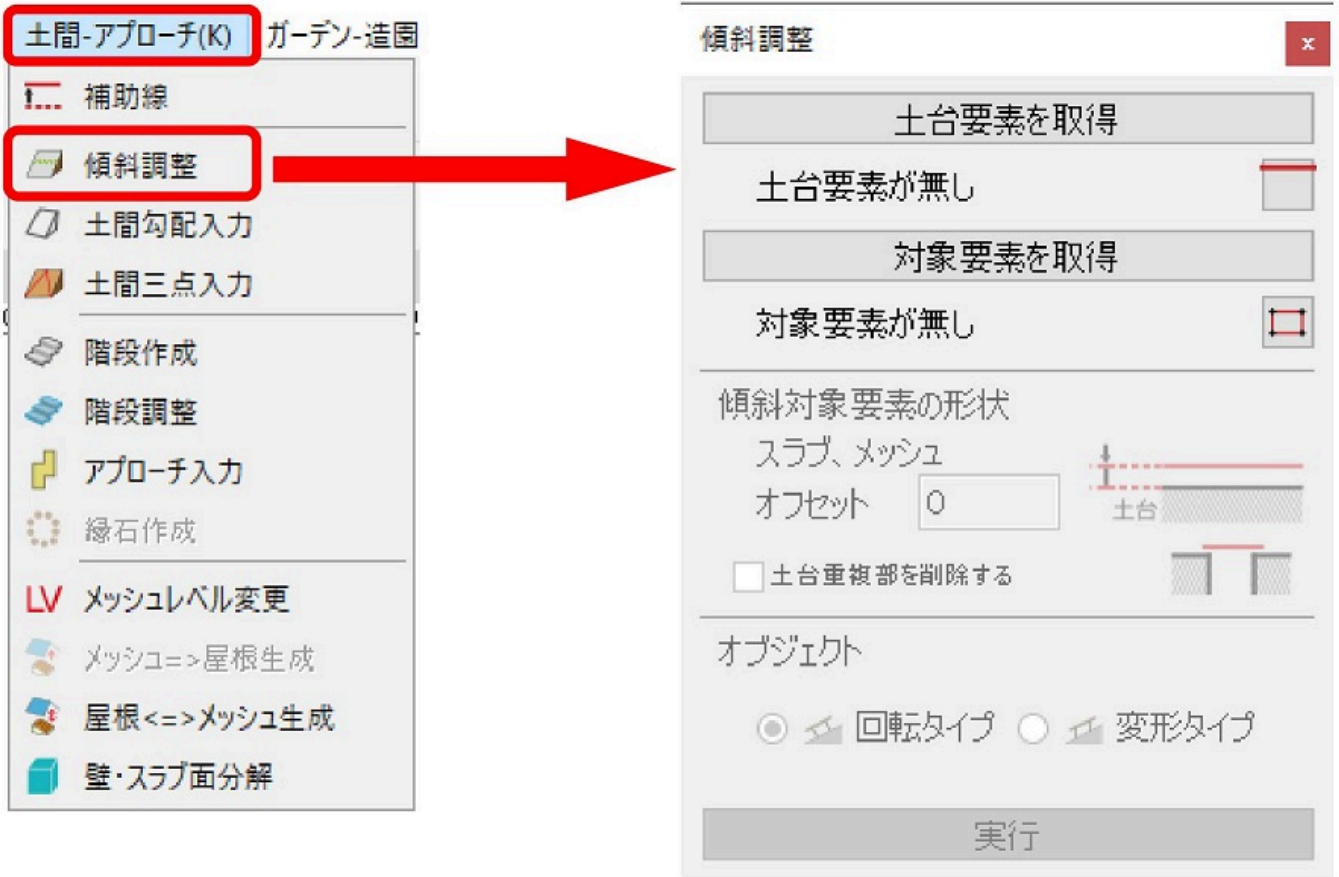 土間-アプローチ(K) ガーデン-造園
補助線
傾斜調整
土間勾配入力
土間三点入力
階段作成
階段調整
アプローチ入力
縁石作成
LV メッシュレベル変更
メッシュ=>屋根生成
屋根<=>メッシュ生成
壁・スラブ面分解
傾斜調整
x
土台要素を取得
土台要素が無し
対象要素を取得
対象要素が無し
傾斜対象要素の形状
スラブ、メッシュ
オフセット 0
土台
土台重複部を削除する
オブジェクト
回転タイプ 変形タイプ
実行